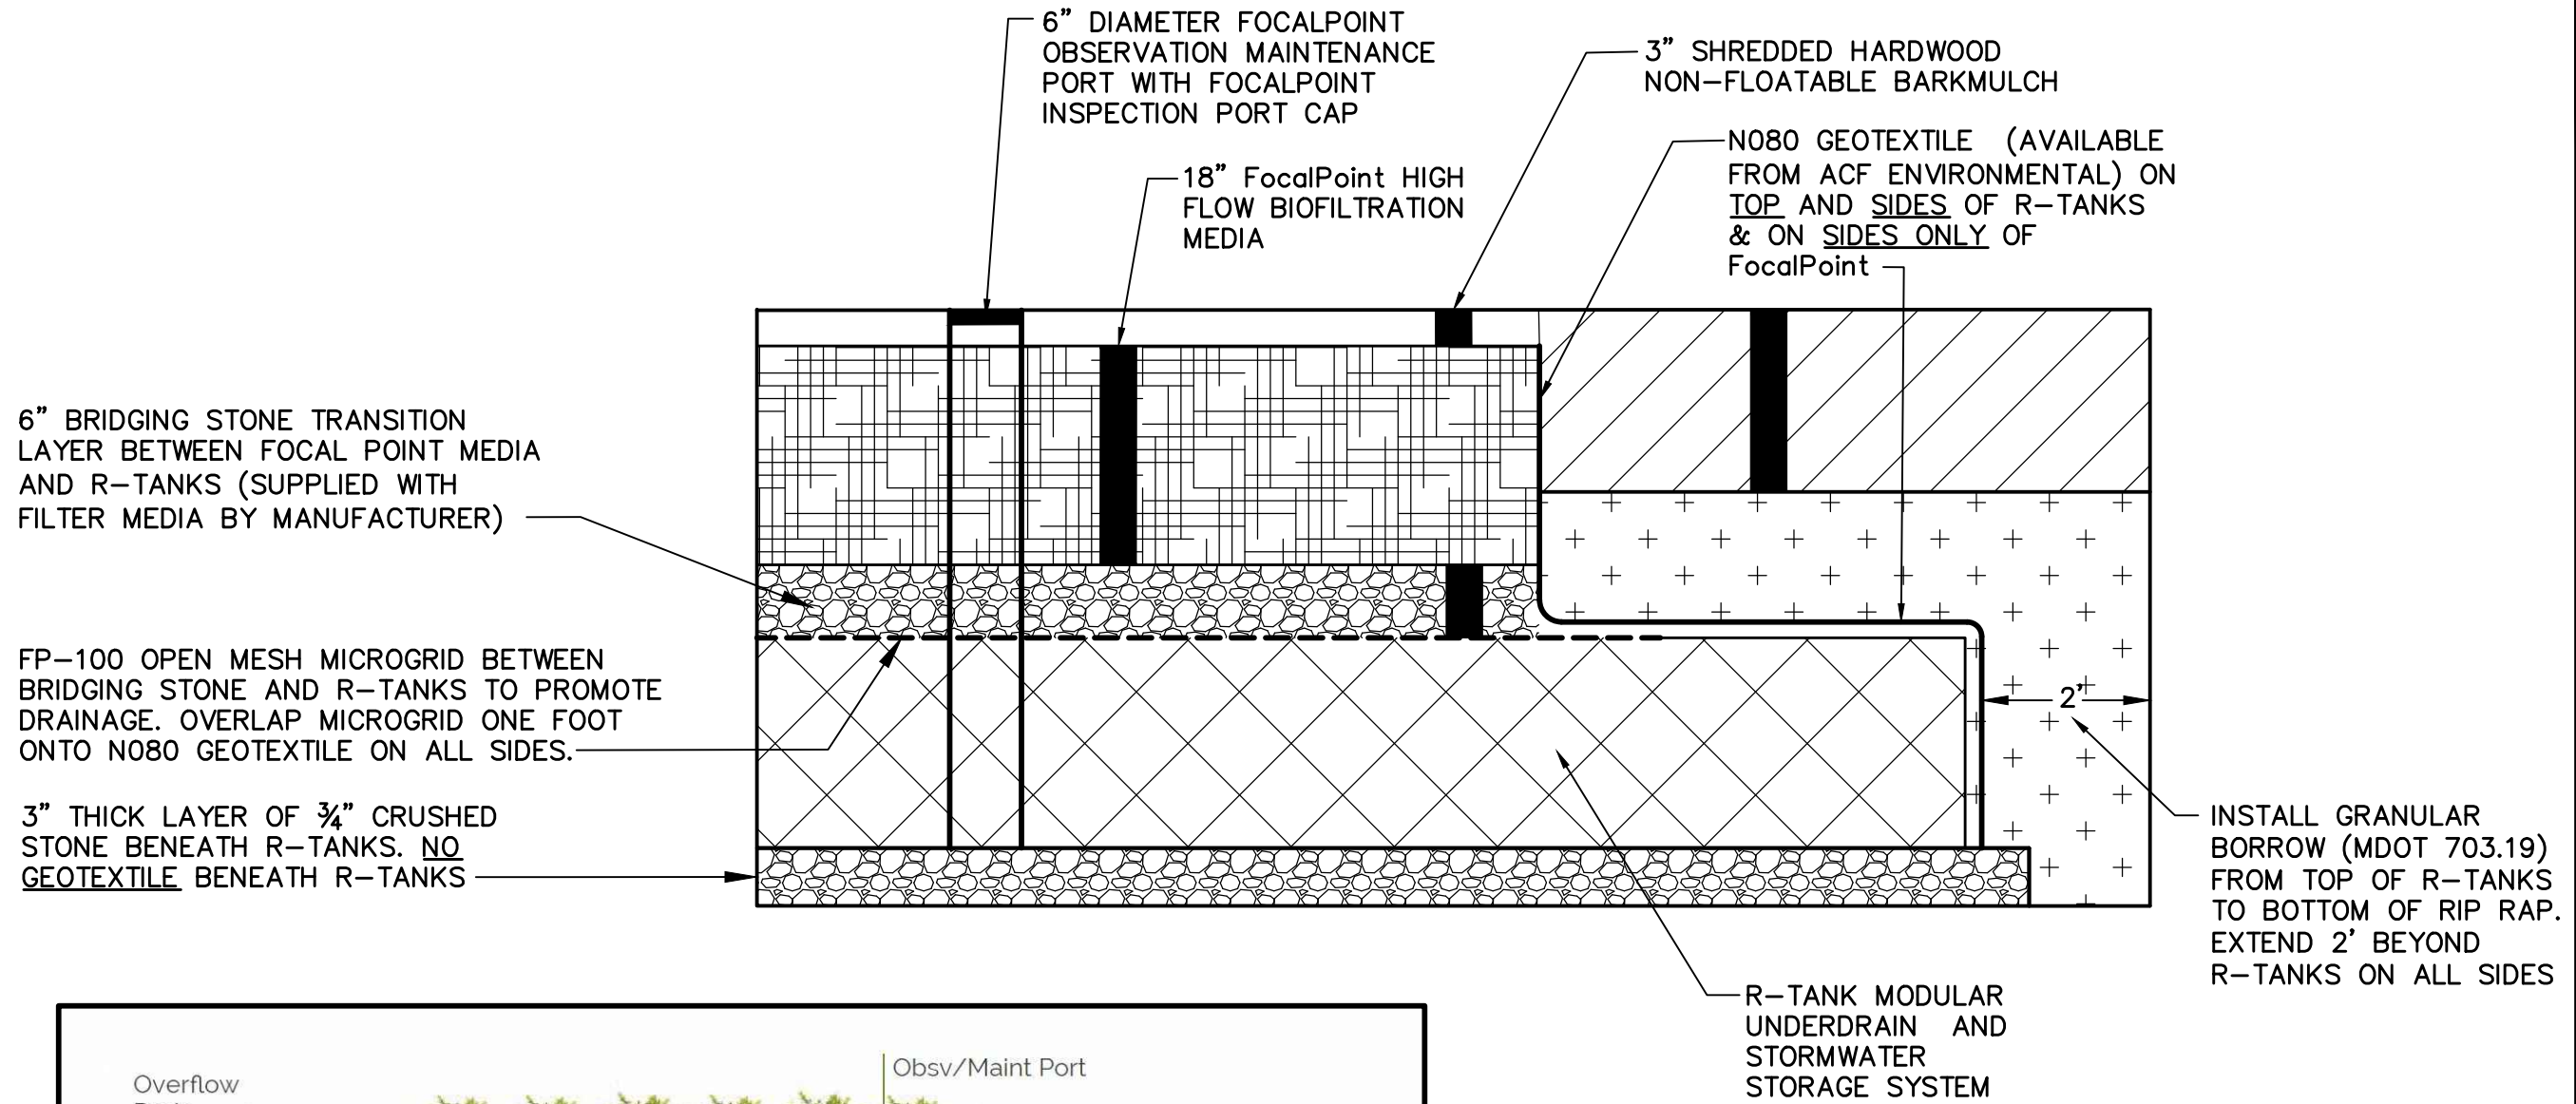 6" DIAMETER FOCALPOINT
OBSERVATION MAINTENANCE
PORT WITH FOCALPOINT
INSPECTION PORT CAP
3" SHREDDED HARDWOOD
NON-FLOATABLE BARKMULCH
18" FocalPoint HIGH
FLOW BIOFILTRATION
MEDIA
N080 GEOTEXTILE (AVAILABLE
FROM ACF ENVIRONMENTAL) ON
TOP AND SIDES OF R-TANKS
& ON SIDES ONLY OF
FocalPoint
6" BRIDGING STONE TRANSITION
LAYER BETWEEN FOCAL POINT MEDIA
AND R-TANKS (SUPPLIED WITH
FILTER MEDIA BY MANUFACTURER)
FP-100 OPEN MESH MICROGRID BETWEEN
BRIDGING STONE AND R-TANKS TO PROMOTE
DRAINAGE. OVERLAP MICROGRID ONE FOOT
ONTO N080 GEOTEXTILE ON ALL SIDES.
3" THICK LAYER OF ¾" CRUSHED
STONE BENEATH R-TANKS. NO
GEOTEXTILE BENEATH R-TANKS
2'
INSTALL GRANULAR
BORROW (MDOT 703.19)
FROM TOP OF R-TANKS
TO BOTTOM OF RIP RAP.
EXTEND 2' BEYOND
R-TANKS ON ALL SIDES
R-TANK MODULAR
UNDERDRAIN AND
STORMWATER
STORAGE SYSTEM
Obsv/Maint Port
Overflow